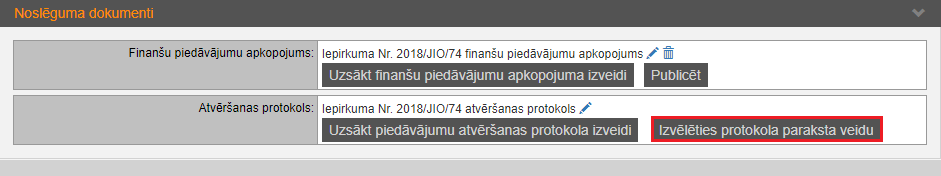 Noslēguma dokumenti
Finanšu piedāvājumu apkopojums: Iepirkuma Nr. 2018/JIO/74 finanšu piedāvājumu apkopojums
Uzsākt finanšu piedāvājumu apkopojuma izveidi Publicēt
Atvēršanas protokols: Iepirkuma Nr. 2018/JIO/74 atvēršanas protokols
Uzsākt piedāvājumu atvēršanas protokola izveidi Izvēlēties protokola paraksta veidu